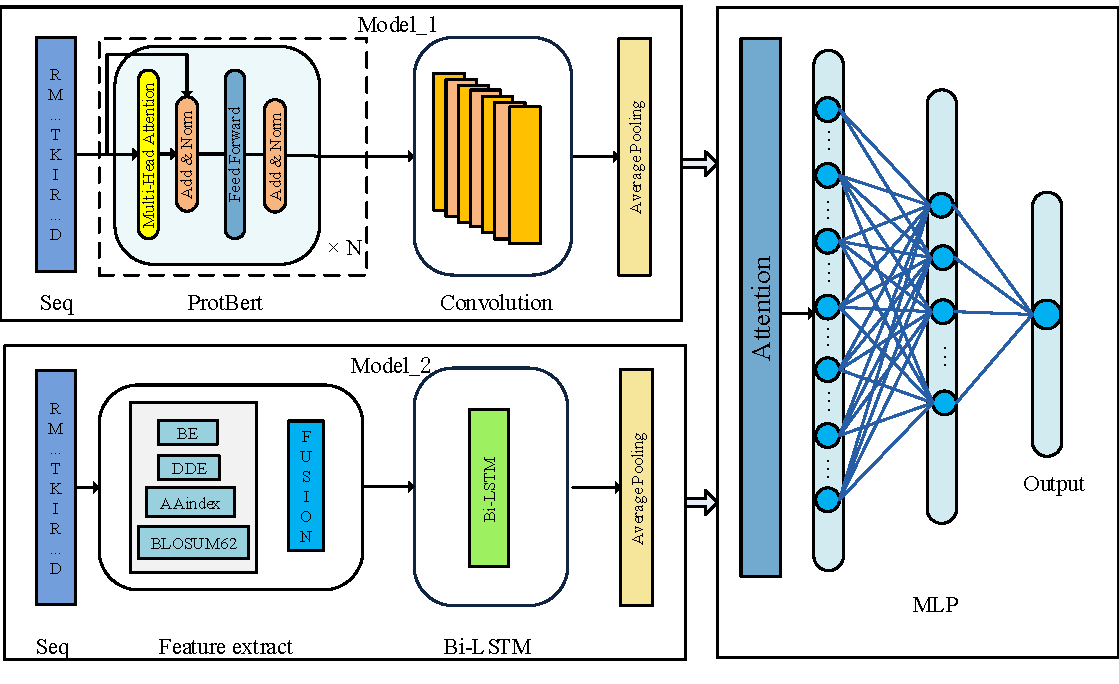 Model_1
R
M
...
T
K
I
R
...
D
Multi-Head Attention
Add & Norm
Feed Forward
Add & Norm
× N
Average Pooling
Seq
ProtBert
Convolution
Model_2
R
M
...
T
K
I
R
...
D
BE
DDE
AAindex
BLOSUM62
F
U
S
I
O
N
Bi-LSTM
Average Pooling
Seq
Feature extract
Bi-LSTM
Attention
...
...
...
...
...
Output
MLP